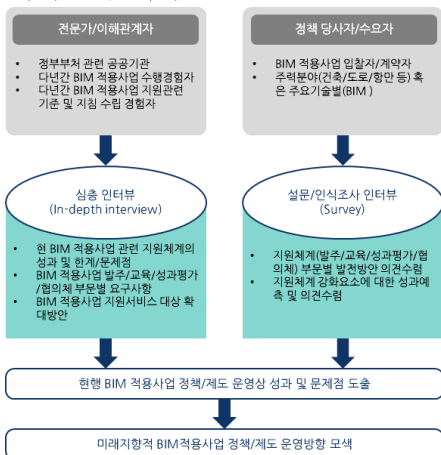 전문가/이해관계자
• 정부부처 관련 공공기관
• 다년간 BIM 적용사업 수행경험자
• 다년간 BIM 적용사업 지원관련
기준 및 지침 수립 경험자
심층 인터뷰
(In-depth interview)
• 현 BIM 적용사업 관련 지원체계의
성과 및 한계/문제점
• BIM 적용사업 발주/교육/성과평가
/협의체 부문별 요구사항
• BIM 적용사업 지원서비스 대상 확
대방안
정책 당사자/수요자
• BIM 적용사업 입찰자/계약자
• 주력분야(건축/도로/항만 등) 혹
은 주요기술별(BIM )
설문/인식조사 인터뷰
(Survey)
• 지원체계(발주/교육/성과평가/협
의체) 부문별 발전방안 의견수렴
• 지원체계 강화요소에 대한 성과예
측 및 의견수렴
현행 BIM 적용사업 정책/제도 운영상 성과 및 문제점 도출
미래지향적 BIM적용사업 정책/제도 운영방향 모색